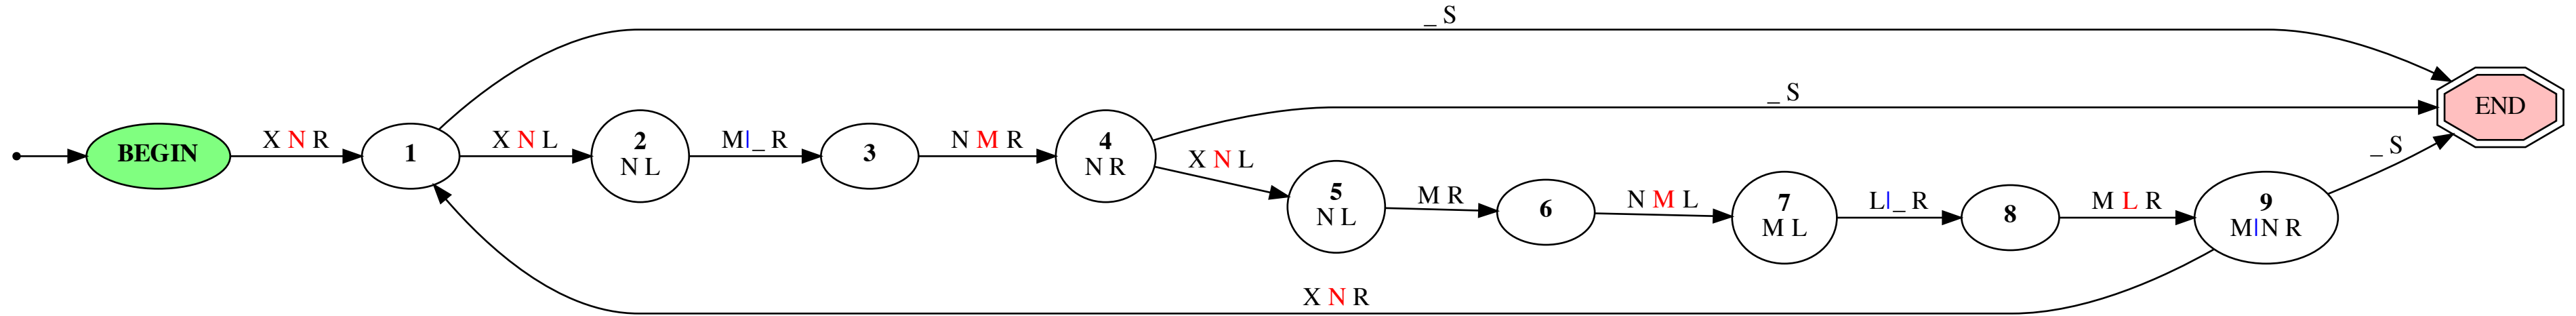 _ S
_ S
BEGIN
X N R
1
X N L
2
N L
M|_ R
3
N M R
4
N R
X N L
5
N L
M R
6
N M L
7
M L
L|_ R
8
M L R
9
M|N R
_ S
END
X N R